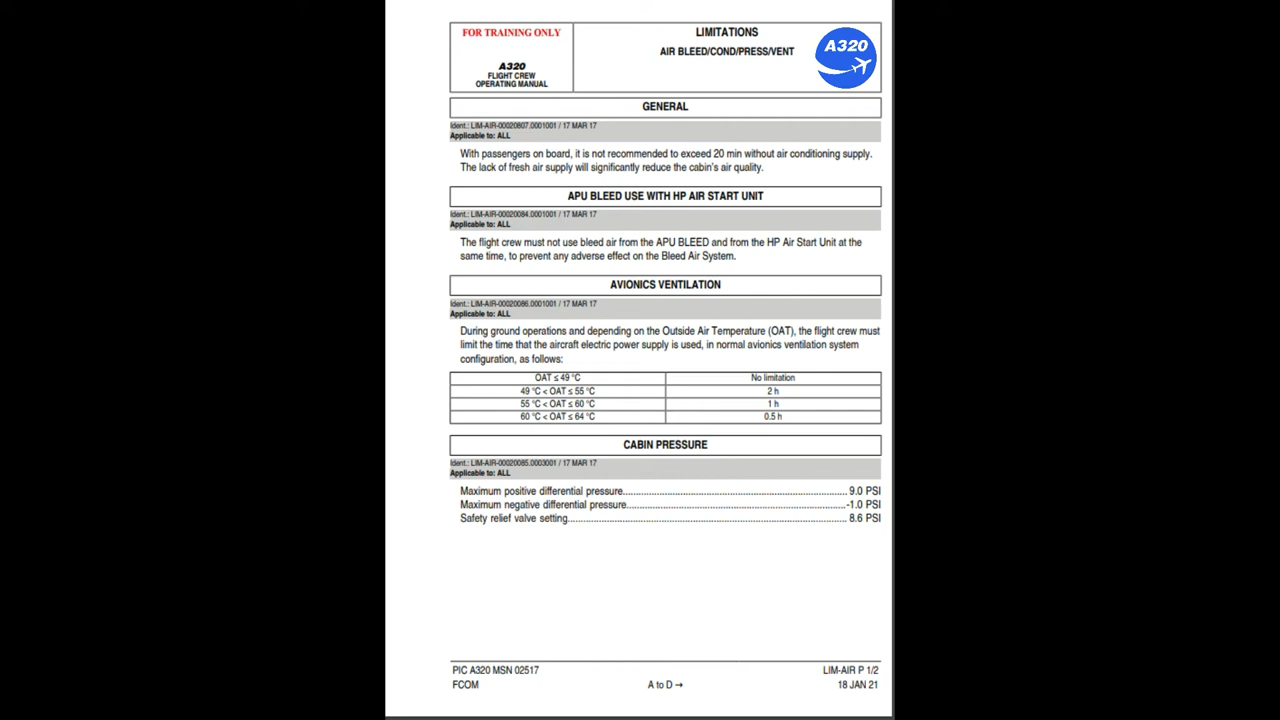 FOR TRAINING ONLY
A320
FLIGHT CREW
OPERATING MANUAL
LIMITATIONS
AIR BLEED/COND/PRESS/VENT
A320
GENERAL
Ident.: LIM-AIR-00020807.0001001 / 17 MAR 17
Applicable to: ALL
With passengers on board, it is not recommended to exceed 20 min without air conditioning supply.
The lack of fresh air supply will significantly reduce the cabin's air quality.
APU BLEED USE WITH HP AIR START UNIT
Ident.: LIM-AIR-00020084.0001001 / 17 MAR 17
Applicable to: ALL
The flight crew must not use bleed air from the APU BLEED and from the HP Air Start Unit at the
same time, to prevent any adverse effect on the Bleed Air System.
AVIONICS VENTILATION
Ident.: LIM-AIR-00020086.0001001 / 17 MAR 17
Applicable to: ALL
During ground operations and depending on the Outside Air Temperature (OAT), the flight crew must
limit the time that the aircraft electric power supply is used, in normal avionics ventilation system
configuration, as follows:
OAT ≤ 49 °C No limitation
49 °C < OAT ≤ 55 °C 2 h
55 °C < OAT ≤ 60 °C 1 h
60 °C < OAT ≤ 64 °C 0.5 h
CABIN PRESSURE
Ident.: LIM-AIR-00020085.0003001 / 17 MAR 17
Applicable to: ALL
Maximum positive differential pressure........ 9.0 PSI
Maximum negative differential pressure........ -1.0 PSI
Safety relief valve setting........ 8.6 PSI
PIC A320 MSN 02517 LIM-AIR P 1/2
FCOM A to D → 18 JAN 21